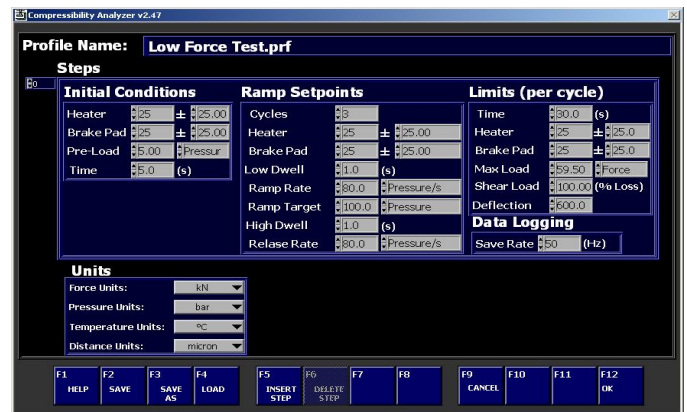 Compressibility Analyzer v2.47
Profile Name: Low Force Test.prf
Steps
0
Initial Conditions
Heater 25 ± 25.00
Brake Pad 25 ± 25.00
Pre-Load 5.00 Pressur
Time 5.0 (s)
Ramp Setpoints
Cycles 3
Heater 25 ± 25.00
Brake Pad 25 ± 25.00
Low Dwell 1.0 (s)
Ramp Rate 80.0 Pressure/s
Ramp Target 100.0 Pressure
High Dwell 1.0 (s)
Relase Rate 80.0 Pressure/s
Limits (per cycle)
Time 30.0 (s)
Heater 25 ± 25.0
Brake Pad 25 ± 25.0
Max Load 59.50 Force
Shear Load 100.00 (% Loss)
Deflection 600.0
Data Logging
Save Rate 50 (Hz)
Units
Force Units: kN
Pressure Units: bar
Temperature Units: ºC
Distance Units: micron
F1 HELP
F2 SAVE
F3 SAVE AS
F4 LOAD
F5 INSERT STEP
F6 DELETE STEP
F7
F8
F9 CANCEL
F10
F11
F12 OK